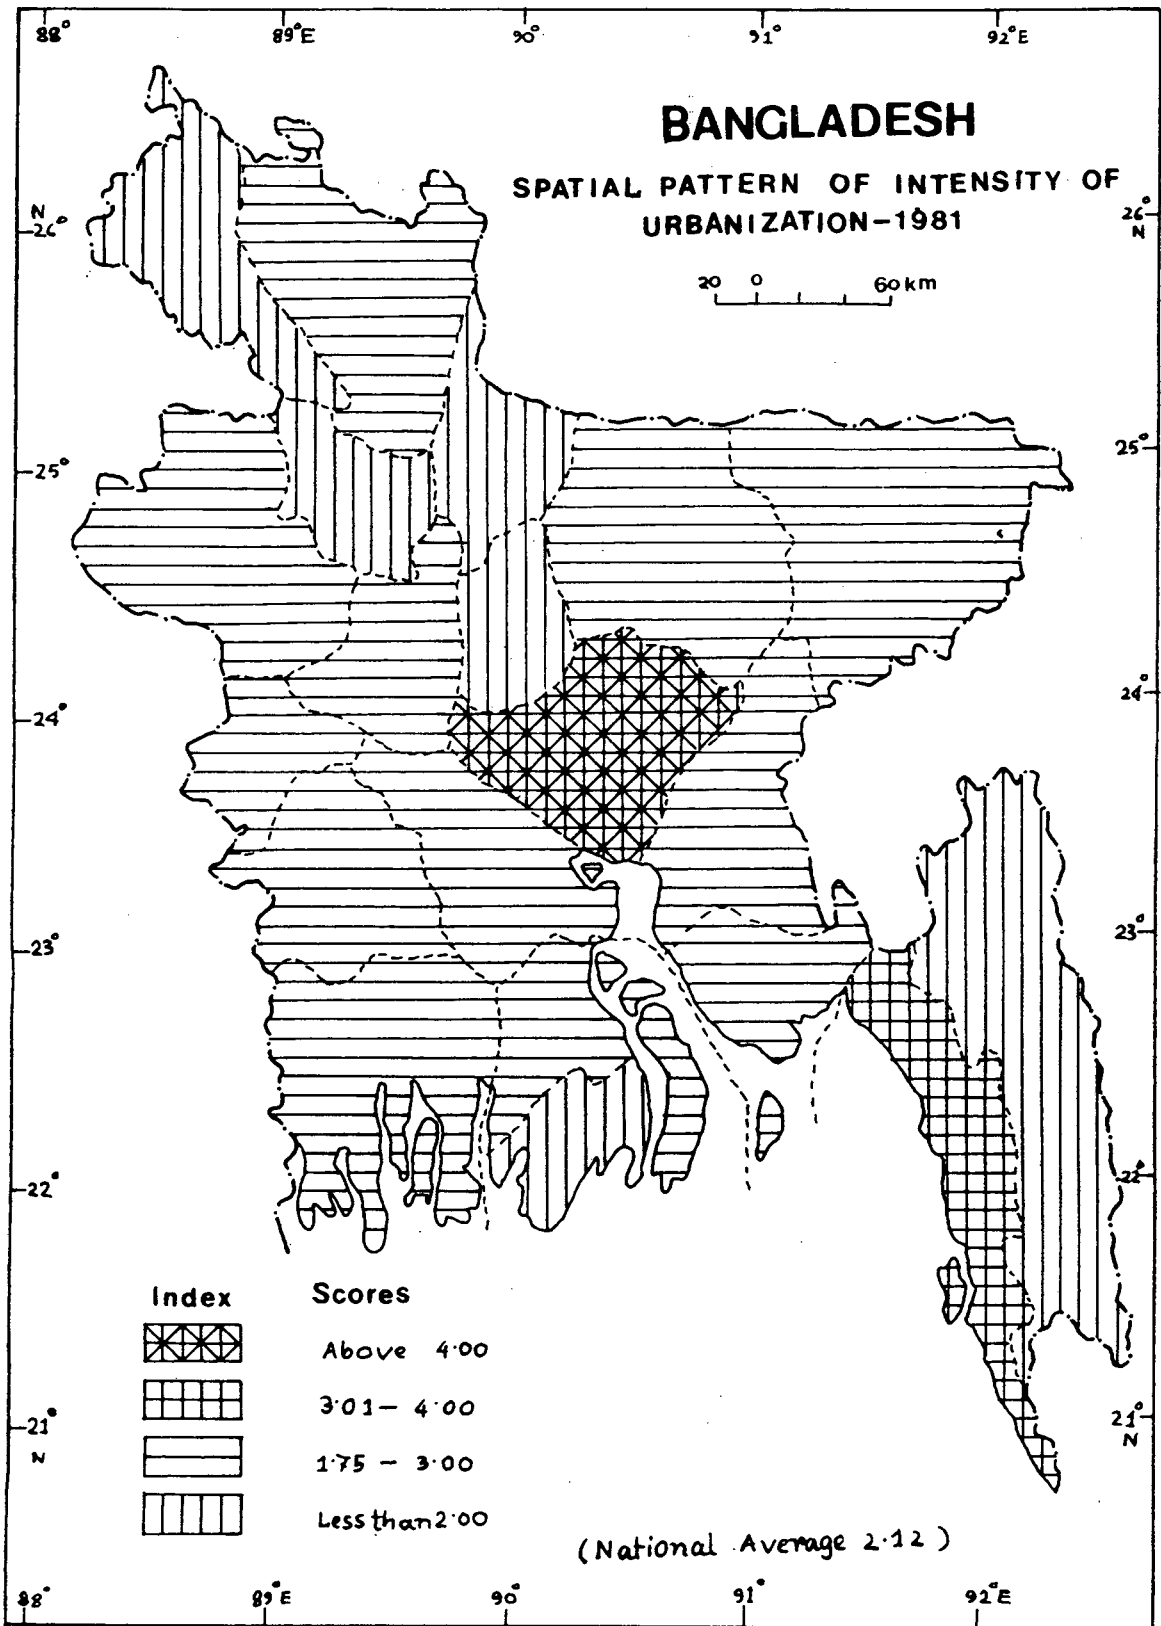 88° 89°E 90° 91° 92°E
BANGLADESH
SPATIAL PATTERN OF INTENSITY OF
URBANIZATION-1981
N
26°
26°
N
20 0 60 km
25°
25°
24°
24°
23°
23°
22°
22°
Index Scores
Above 4.00
3.01 - 4.00
1.75 - 3.00
Less than 2.00
21°
N
21°
N
(National Average 2.12)
88° 89°E 90° 91° 92°E